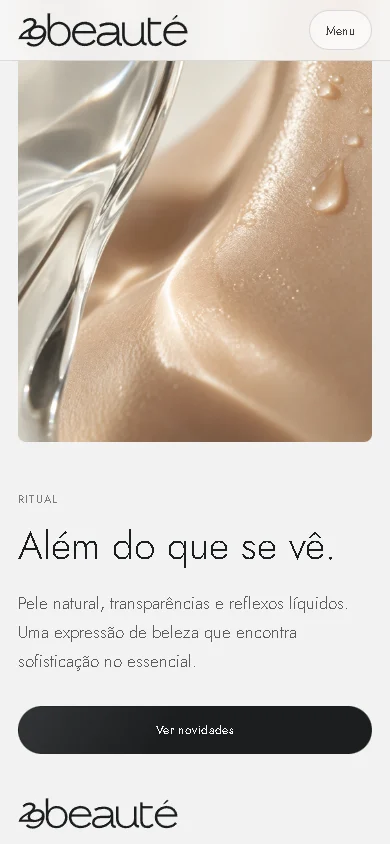 29beauté
Menu
RITUAL
Além do que se vê.
Pele natural, transparências e reflexos líquidos.
Uma expressão de beleza que encontra
sofisticação no essencial.
Ver novidades
29beauté